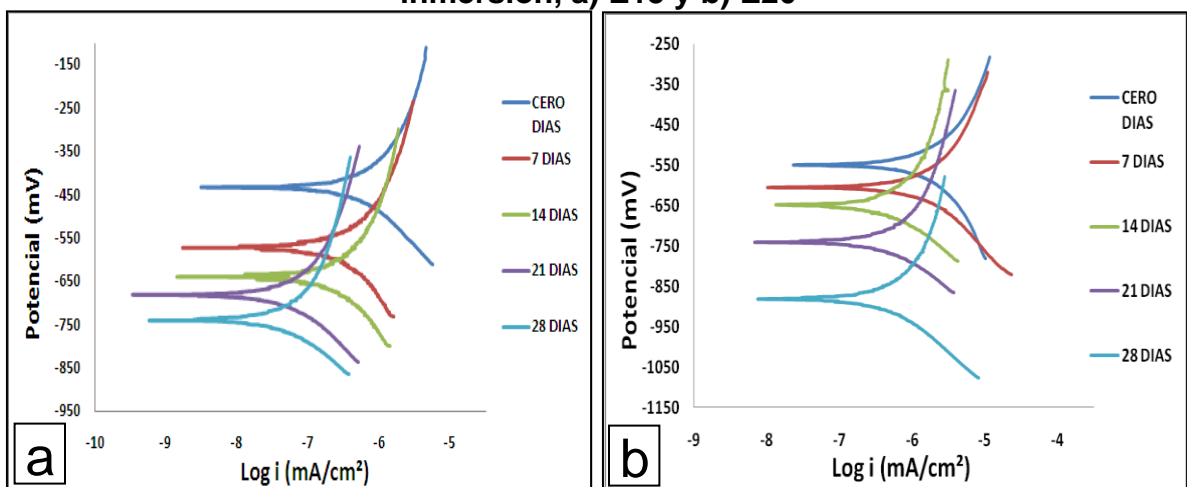 inmersión, a) y b)
-150
-250
-350
-450
-550
-650
-750
-850
-950
Potencial (mV)
-10 -9 -8 -7 -6 -5
Log i (mA/cm²)
CERO
DIAS
7 DIAS
14 DIAS
21 DIAS
28 DIAS
a
-250
-350
-450
-550
-650
-750
-850
-950
-1050
-1150
Potencial (mV)
-9 -8 -7 -6 -5 -4
Log i (mA/cm²)
CERO
DIAS
7 DIAS
14 DIAS
21 DIAS
28 DIAS
b